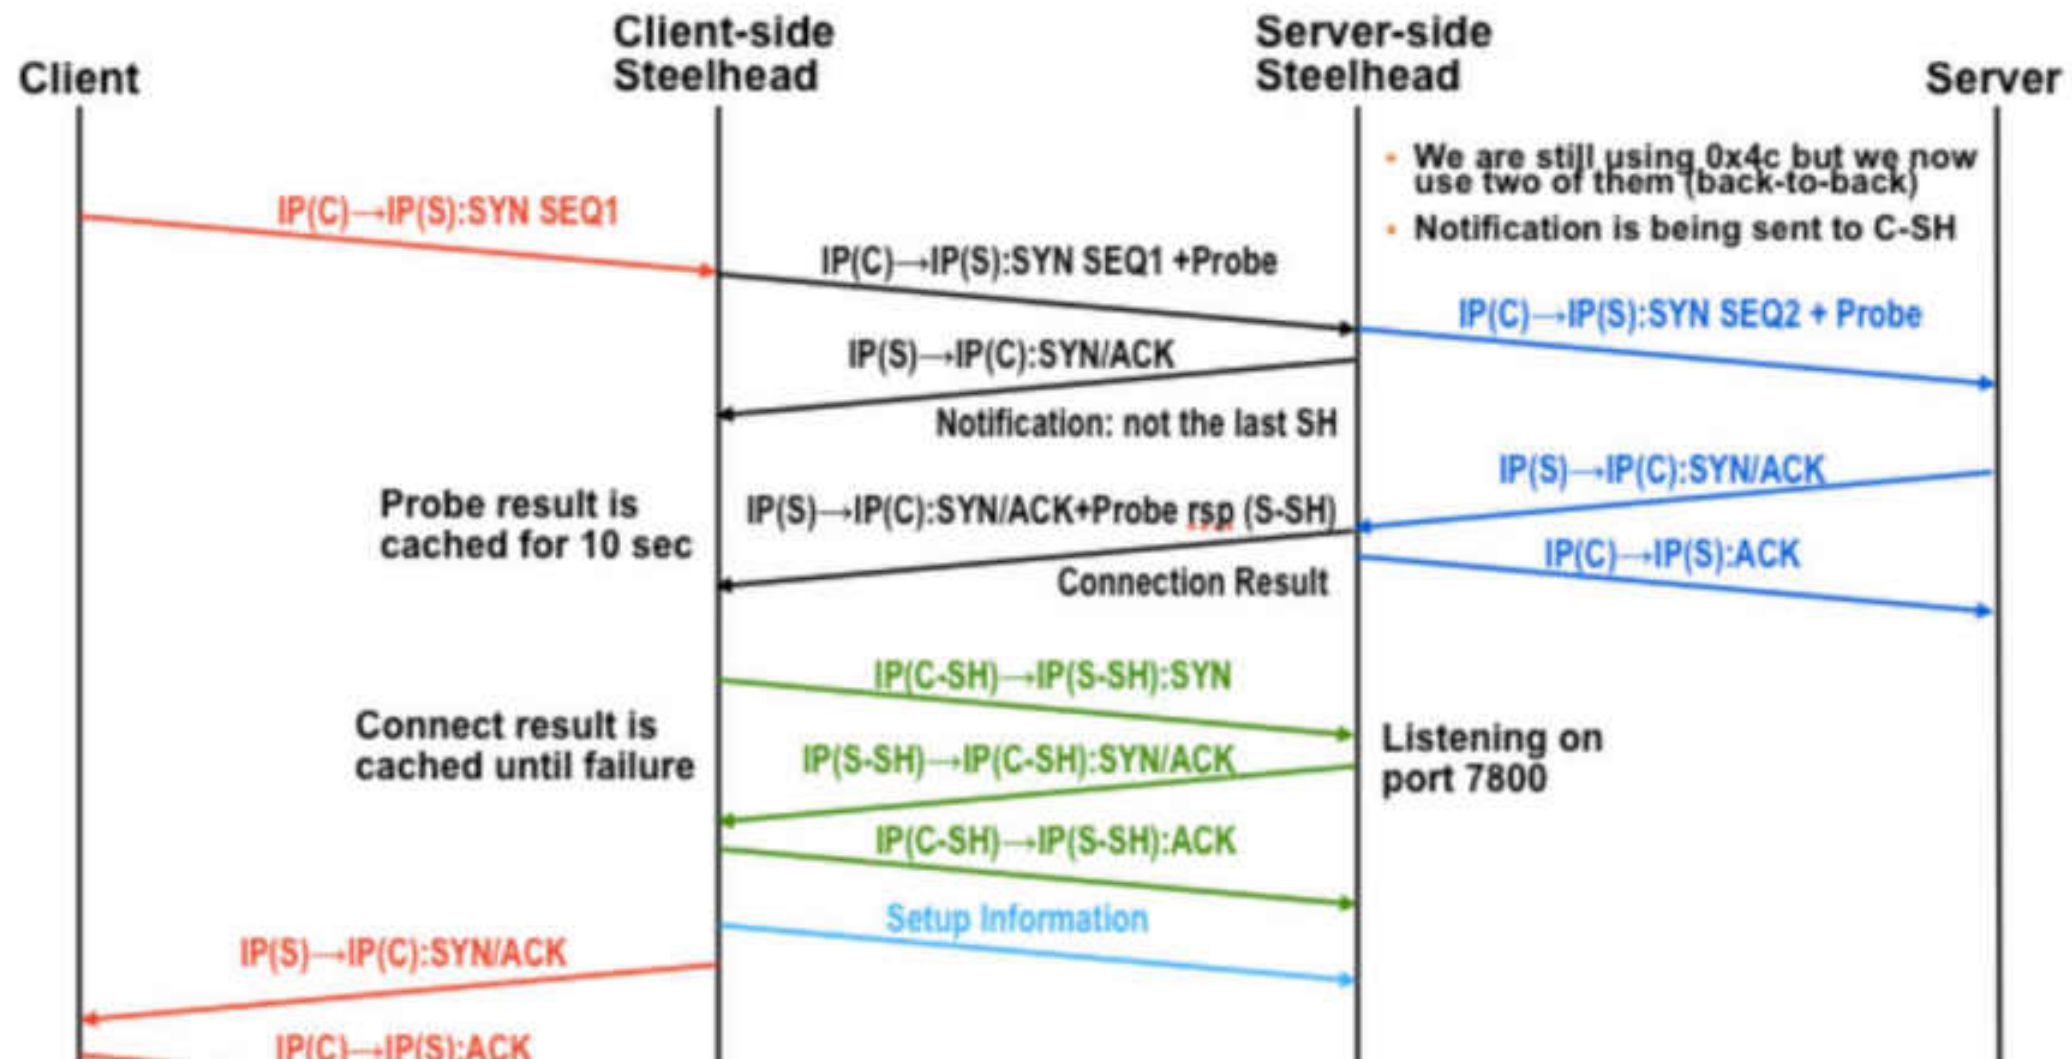 Client
Client-side
Steelhead
Server-side
Steelhead
Server
• We are still using 0x4c but we now
use two of them (back-to-back)
• Notification is being sent to C-SH
IP(C)→IP(S):SYN SEQ1
IP(C)→IP(S):SYN SEQ1 +Probe
IP(C)→IP(S):SYN SEQ2 + Probe
IP(S)→IP(C):SYN/ACK
Notification: not the last SH
IP(S)→IP(C):SYN/ACK
Probe result is
cached for 10 sec
IP(S)→IP(C):SYN/ACK+Probe rsp (S-SH)
IP(C)→IP(S):ACK
Connection Result
IP(C-SH)→IP(S-SH):SYN
Connect result is
cached until failure
Listening on
port 7800
IP(S-SH)→IP(C-SH):SYN/ACK
IP(C-SH)→IP(S-SH):ACK
Setup Information
IP(S)→IP(C):SYN/ACK
IP(C)→IP(S):ACK